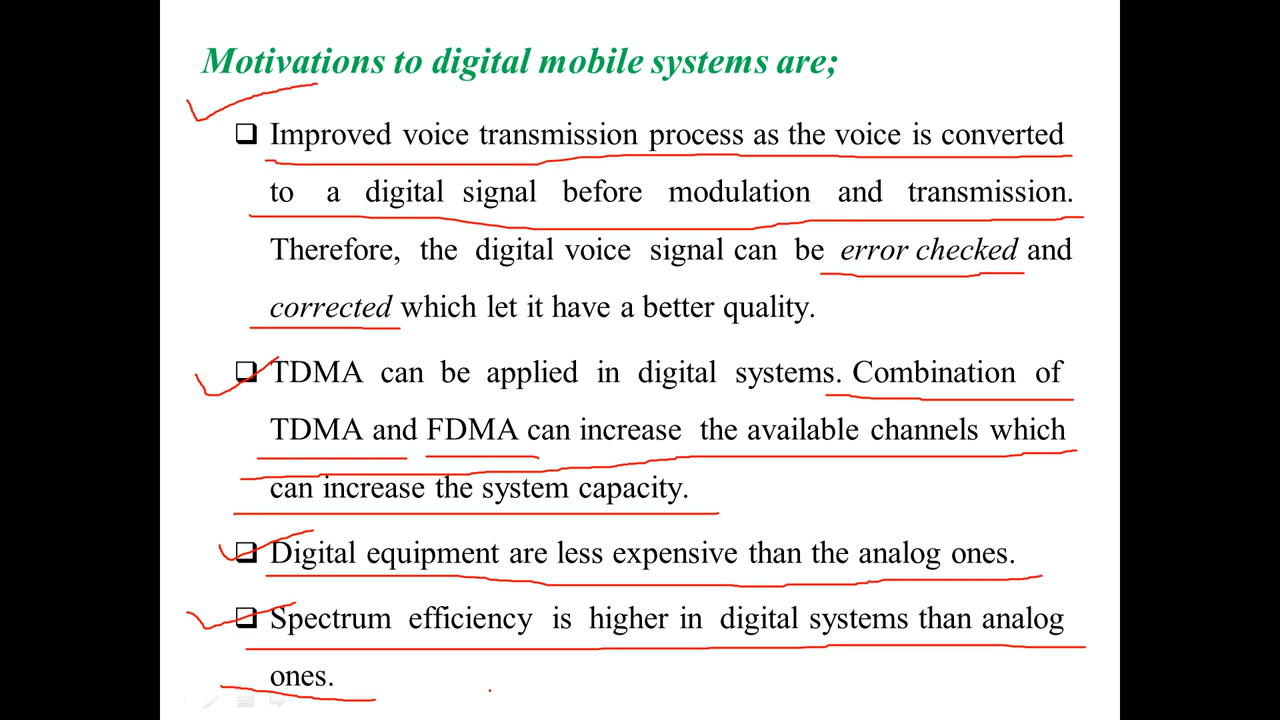 Motivations to digital mobile systems are;
Improved voice transmission process as the voice is converted
to a digital signal before modulation and transmission.
Therefore, the digital voice signal can be error checked and
corrected which let it have a better quality.
TDMA can be applied in digital systems. Combination of
TDMA and FDMA can increase the available channels which
can increase the system capacity.
Digital equipment are less expensive than the analog ones.
Spectrum efficiency is higher in digital systems than analog
ones.